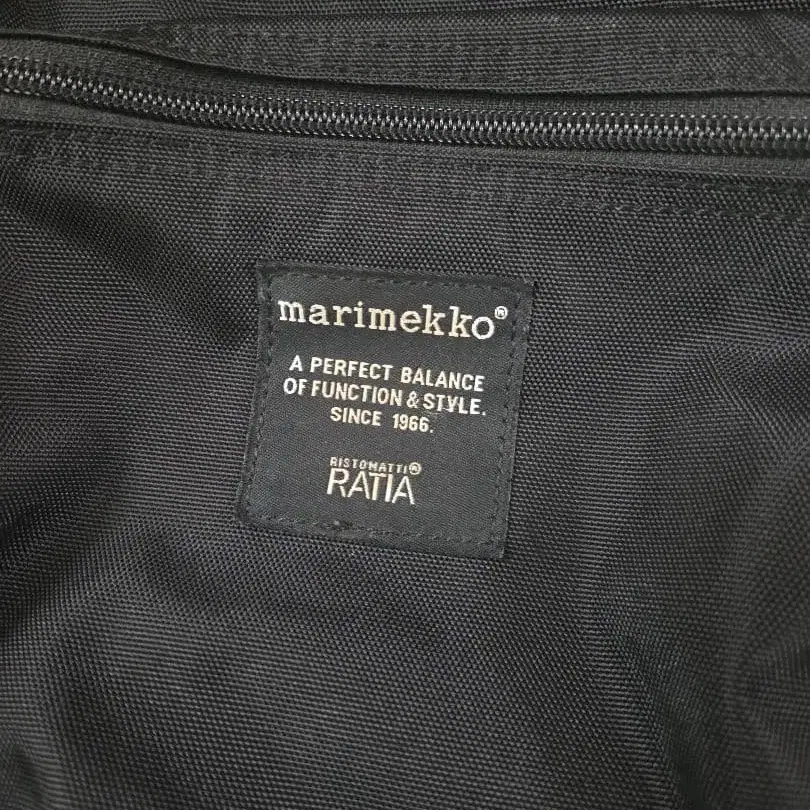 marimekko®
A PERFECT BALANCE
OF FUNCTION & STYLE.
SINCE 1966.
RISTOMATTI®
RATIA